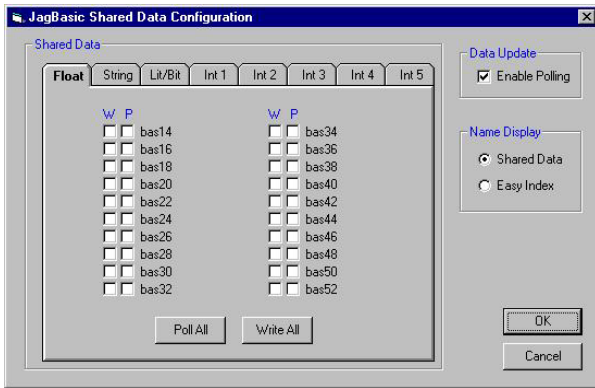 JagBasic Shared Data Configuration
Shared Data
Float String Lit/Bit Int 1 Int 2 Int 3 Int 4 Int 5
W P W P
bas14 bas34
bas16 bas36
bas18 bas38
bas20 bas40
bas22 bas42
bas24 bas44
bas26 bas46
bas28 bas48
bas30 bas50
bas32 bas52
Poll All Write All
Data Update
Enable Polling
Name Display
Shared Data
Easy Index
OK
Cancel